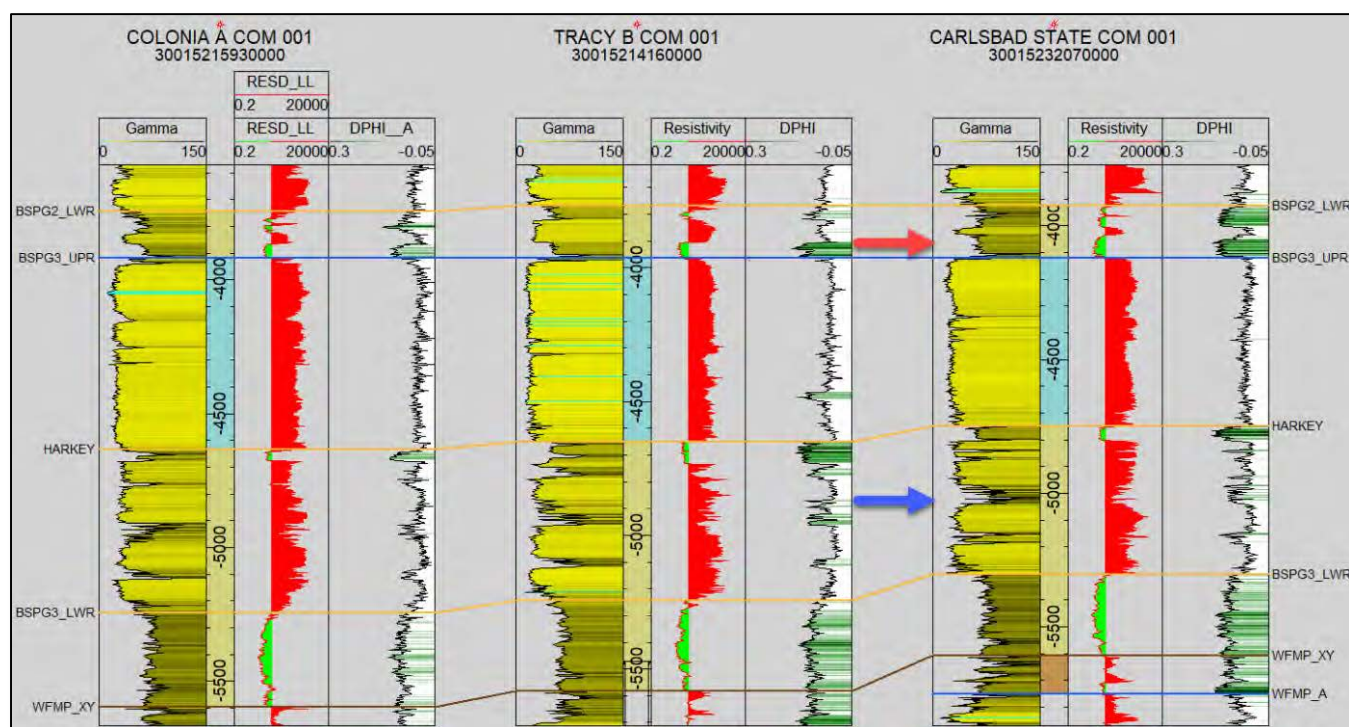 COLONIA A COM 001
30015215930000
TRACY B COM 001
30015214160000
CARLSBAD STATE COM 001
30015232070000
RESD_LL
0.2 20000
Gamma RESD_LL DPHI__A
0 150 0.2 20000 0.3 -0.05
Gamma Resistivity DPHI
0 150 0.2 20000 0.3 -0.05
Gamma Resistivity DPHI
0 150 0.2 20000 0.3 -0.05
BSPG2_LWR
BSPG3_UPR
HARKEY
BSPG3_LWR
WFMP_XY
-4000
-4500
-5000
-5500
-4000
-4500
-5000
-5500
-4000
-4500
-5000
-5500
BSPG2_LWR
BSPG3_UPR
HARKEY
BSPG3_LWR
WFMP_XY
WFMP_A